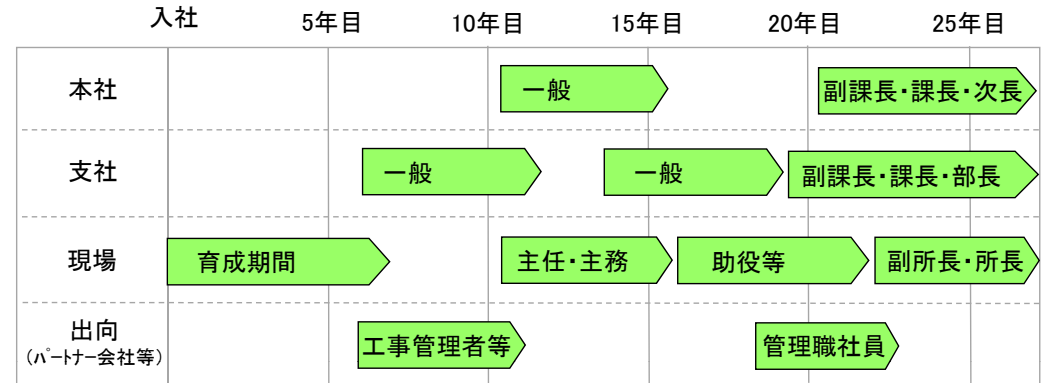 入社 5年目 10年目 15年目 20年目 25年目
本社 一般 副課長・課長・次長
支社 一般 一般 副課長・課長・部長
現場 育成期間 主任・主務 助役等 副所長・所長
出向 工事管理者等 管理職社員
(パートナー会社等)